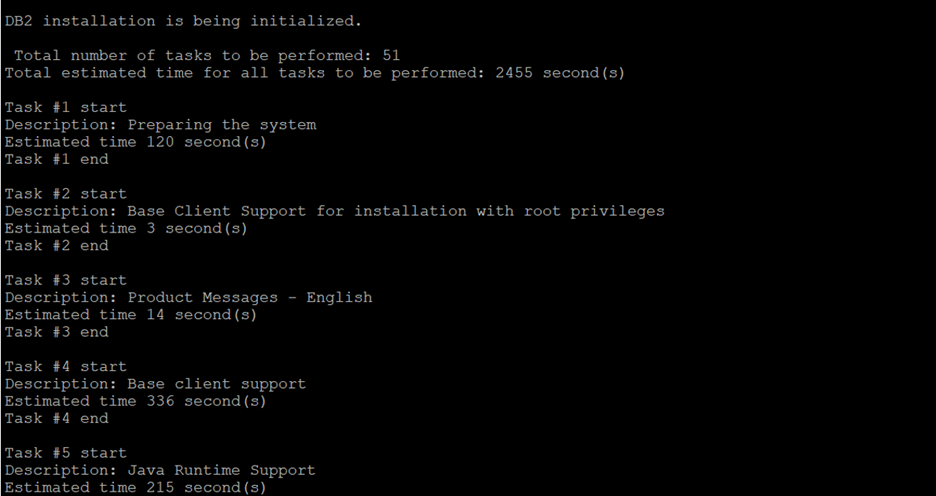 DB2 installation is being initialized.
Total number of tasks to be performed: 51
Total estimated time for all tasks to be performed: 2455 second(s)
Task #1 start
Description: Preparing the system
Estimated time 120 second(s)
Task #1 end
Task #2 start
Description: Base Client Support for installation with root privileges
Estimated time 3 second(s)
Task #2 end
Task #3 start
Description: Product Messages - English
Estimated time 14 second(s)
Task #3 end
Task #4 start
Description: Base client support
Estimated time 336 second(s)
Task #4 end
Task #5 start
Description: Java Runtime Support
Estimated time 215 second(s)